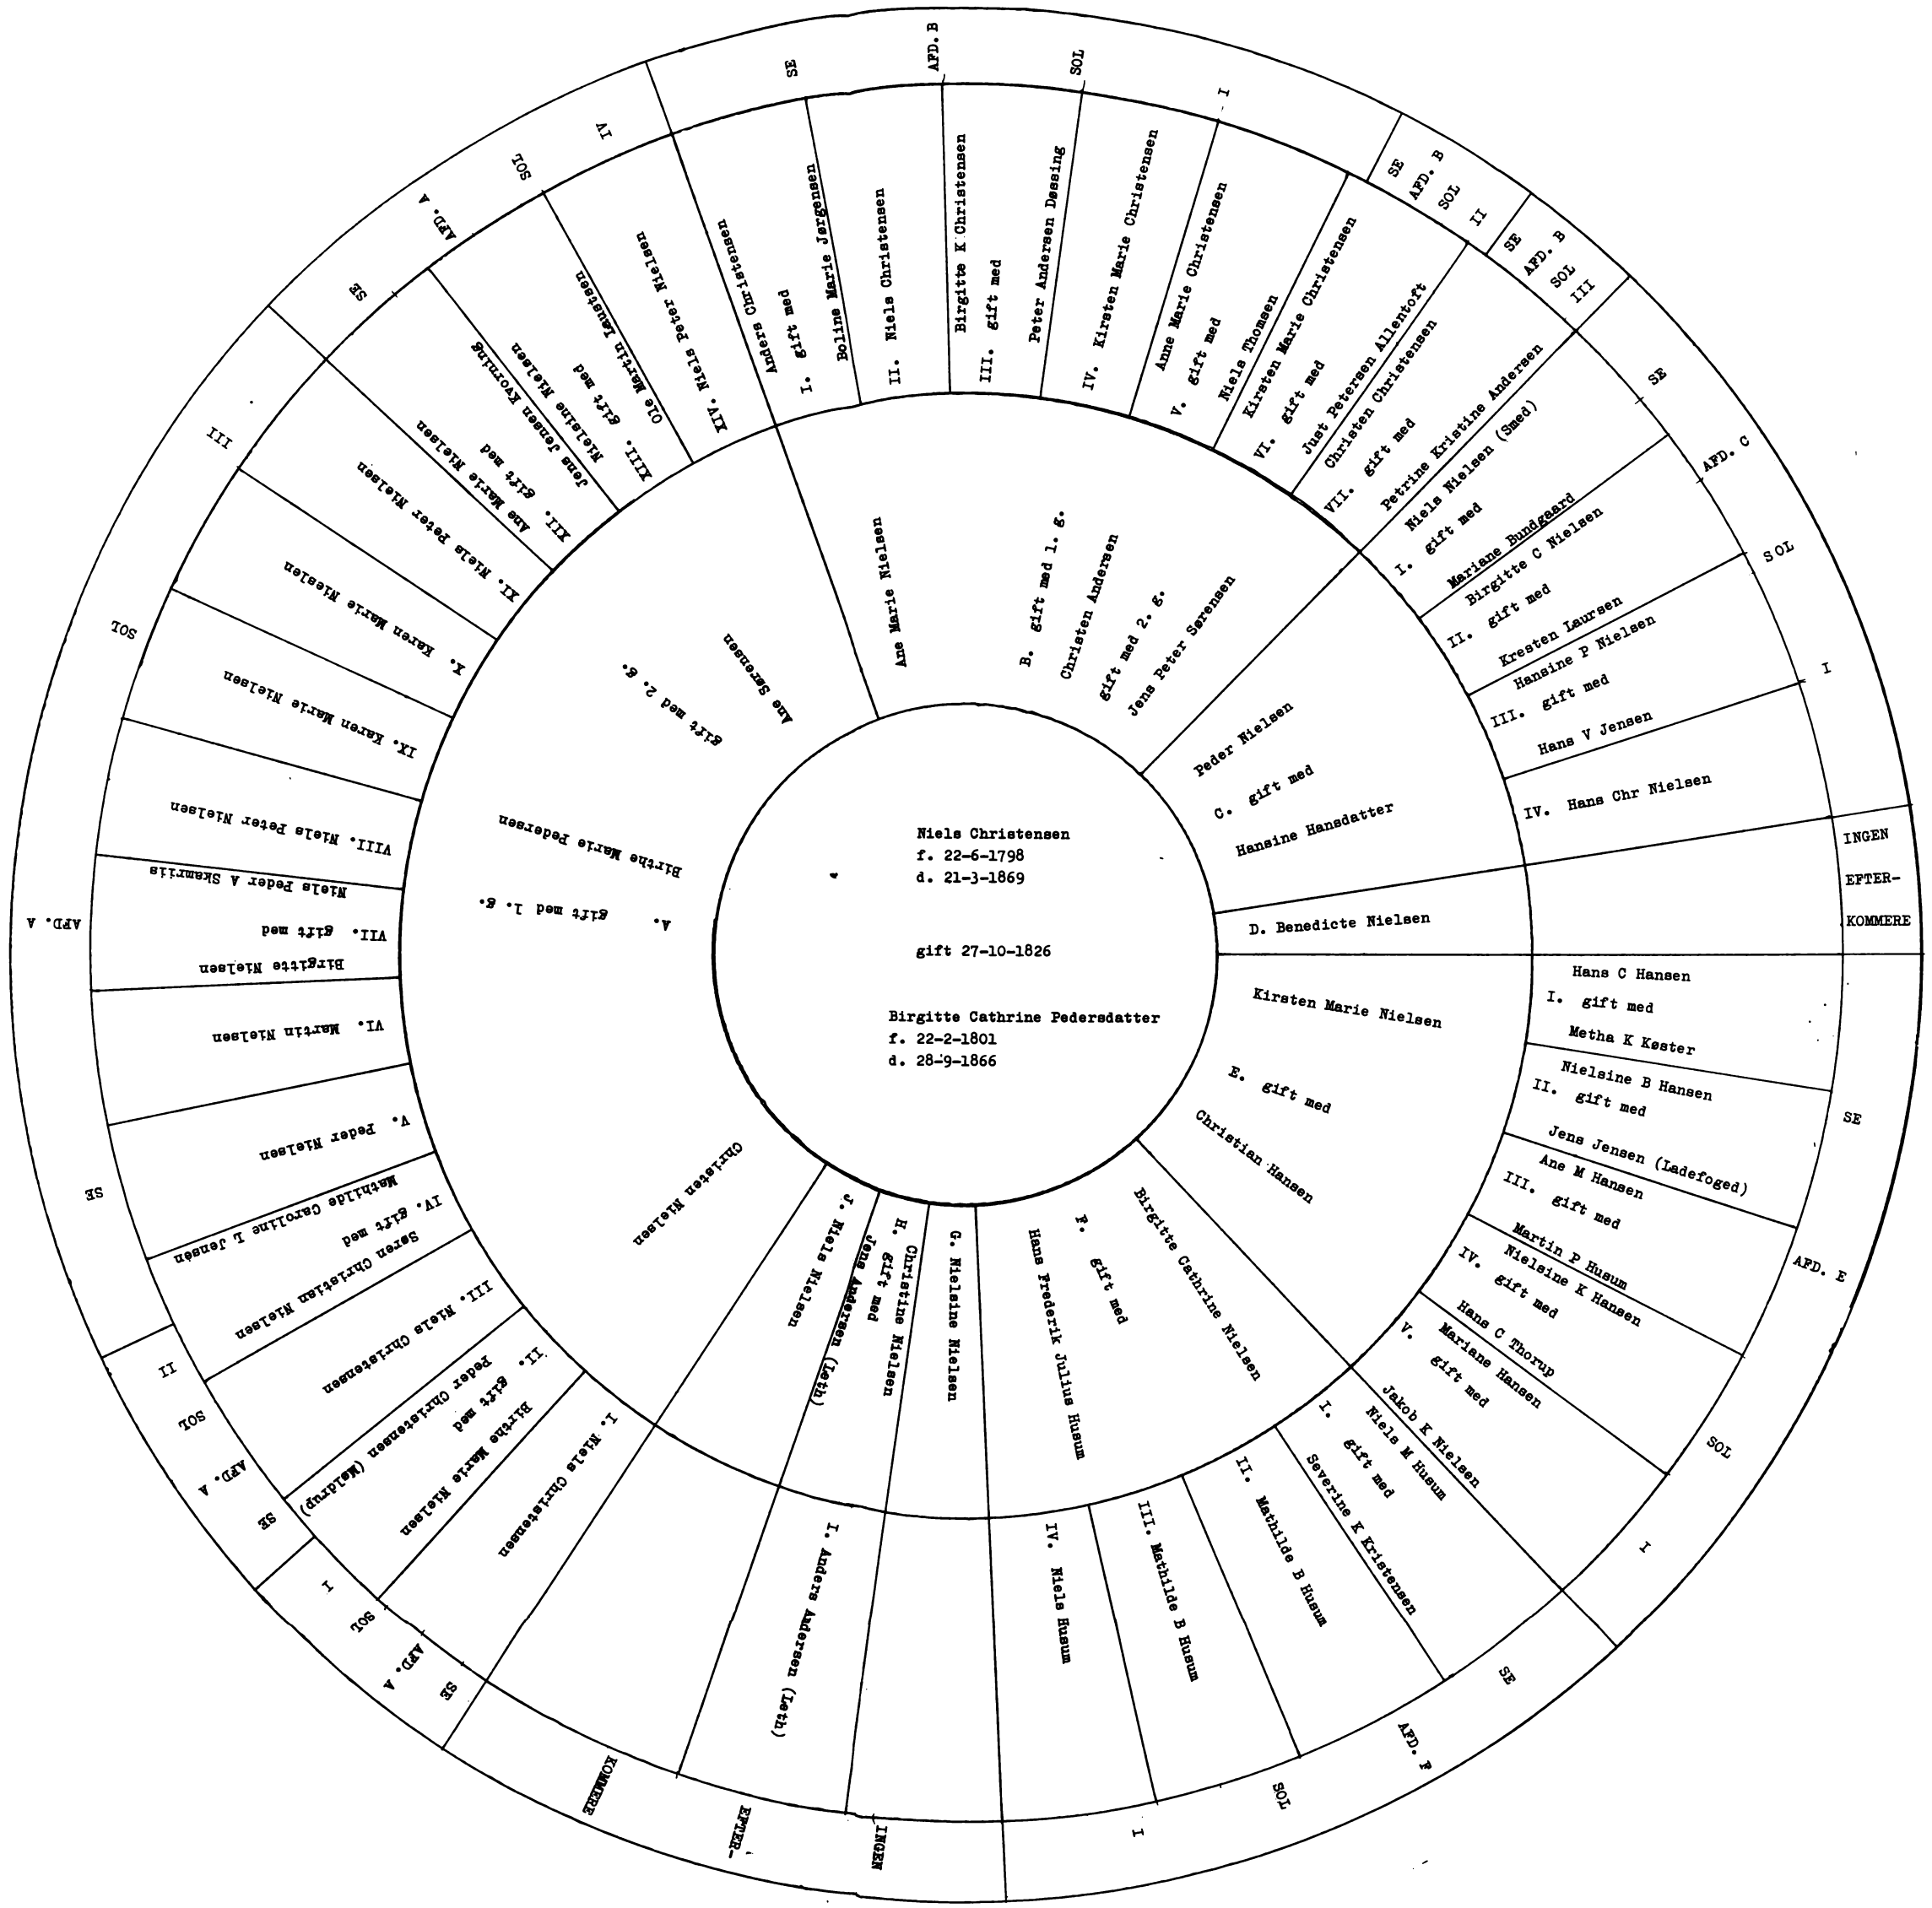 Niels Christensen
f. 22-6-1798
d. 21-3-1869
gift 27-10-1826
Birgitte Cathrine Pedersdatter
f. 22-2-1801
d. 28-9-1866
Christen Nielsen
A. gift med 1. g.
Birthe Marie Pedersen
gift med 2. g.
Ane Sørensen
Ane Marie Nielsen
B. gift med 1. g.
Christen Andersen
gift med 2. g.
Jens Peter Sørensen
Peder Nielsen
C. gift med
Hansine Hansdatter
D. Benedicte Nielsen
Kirsten Marie Nielsen
E. gift med
Christian Hansen
Birgitte Cathrine Nielsen
F. gift med
Hans Frederik Julius Husum
G. Nielsine Nielsen
Christine Nielsen
H. gift med
Jens Andersen (Leth)
J. Niels Nielsen
I. Niels Christensen
Birthe Marie Nielsen
II. gift med
Peder Christensen (Møldrup)
III. Niels Christensen
Søren Christian Nielsen
IV. gift med
Mathilde Caroline L Jensen
V. Peder Nielsen
VI. Martin Nielsen
Birgitte Nielsen
VII. gift med
Niels Peder A Skamriis
VIII. Niels Peter Nielsen
IX. Karen Marie Nielsen
X. Karen Marie Nieslen
XI. Niels Peter Nielsen
Ane Marie Nielsen
XII. gift med
Jens Jensen Kvorning
Nielsine Nielsen
XIII. gift med
Ole Martin Laustsen
XIV. Niels Peter Nielsen
Anders Christensen
I. gift med
Boline Marie Jørgensen
II. Niels Christensen
Birgitte K Christensen
III. gift med
Peter Andersen Døssing
IV. Kirsten Marie Christensen
Anne Marie Christensen
V. gift med
Niels Thomsen
Kirsten Marie Christensen
VI. gift med
Just Petersen Allentoft
Christen Christensen
VII. gift med
Petrine Kristine Andersen
Niels Nielsen (Smed)
I. gift med
Mariane Bundgaard
Birgitte C Nielsen
II. gift med
Kresten Laursen
Hansine P Nielsen
III. gift med
Hans V Jensen
IV. Hans Chr Nielsen
Hans C Hansen
I. gift med
Metha K Køster
Nielsine B Hansen
II. gift med
Jens Jensen (Ladefoged)
Ane M Hansen
III. gift med
Martin P Husum
Nielsine K Hansen
IV. gift med
Hans C Thorup
Mariane Hansen
V. gift med
Jakob K Nielsen
Niels M Husum
I. gift med
Severine K Kristensen
II. Mathilde B Husum
III. Mathilde B Husum
IV. Niels Husum
I. Anders Andersen (Leth)
SE AFD. A SOL I
SE AFD. A SOL II
SE AFD. A SOL III
SE AFD. A SOL IV
SE AFD. B SOL I
SE AFD. B SOL II
SE AFD. B SOL III
SE AFD. C SOL I
INGEN
EFTER-
KOMMERE
SE AFD. E SOL I
SE AFD. F SOL I
INGEN
EFTER-
KOMMERE